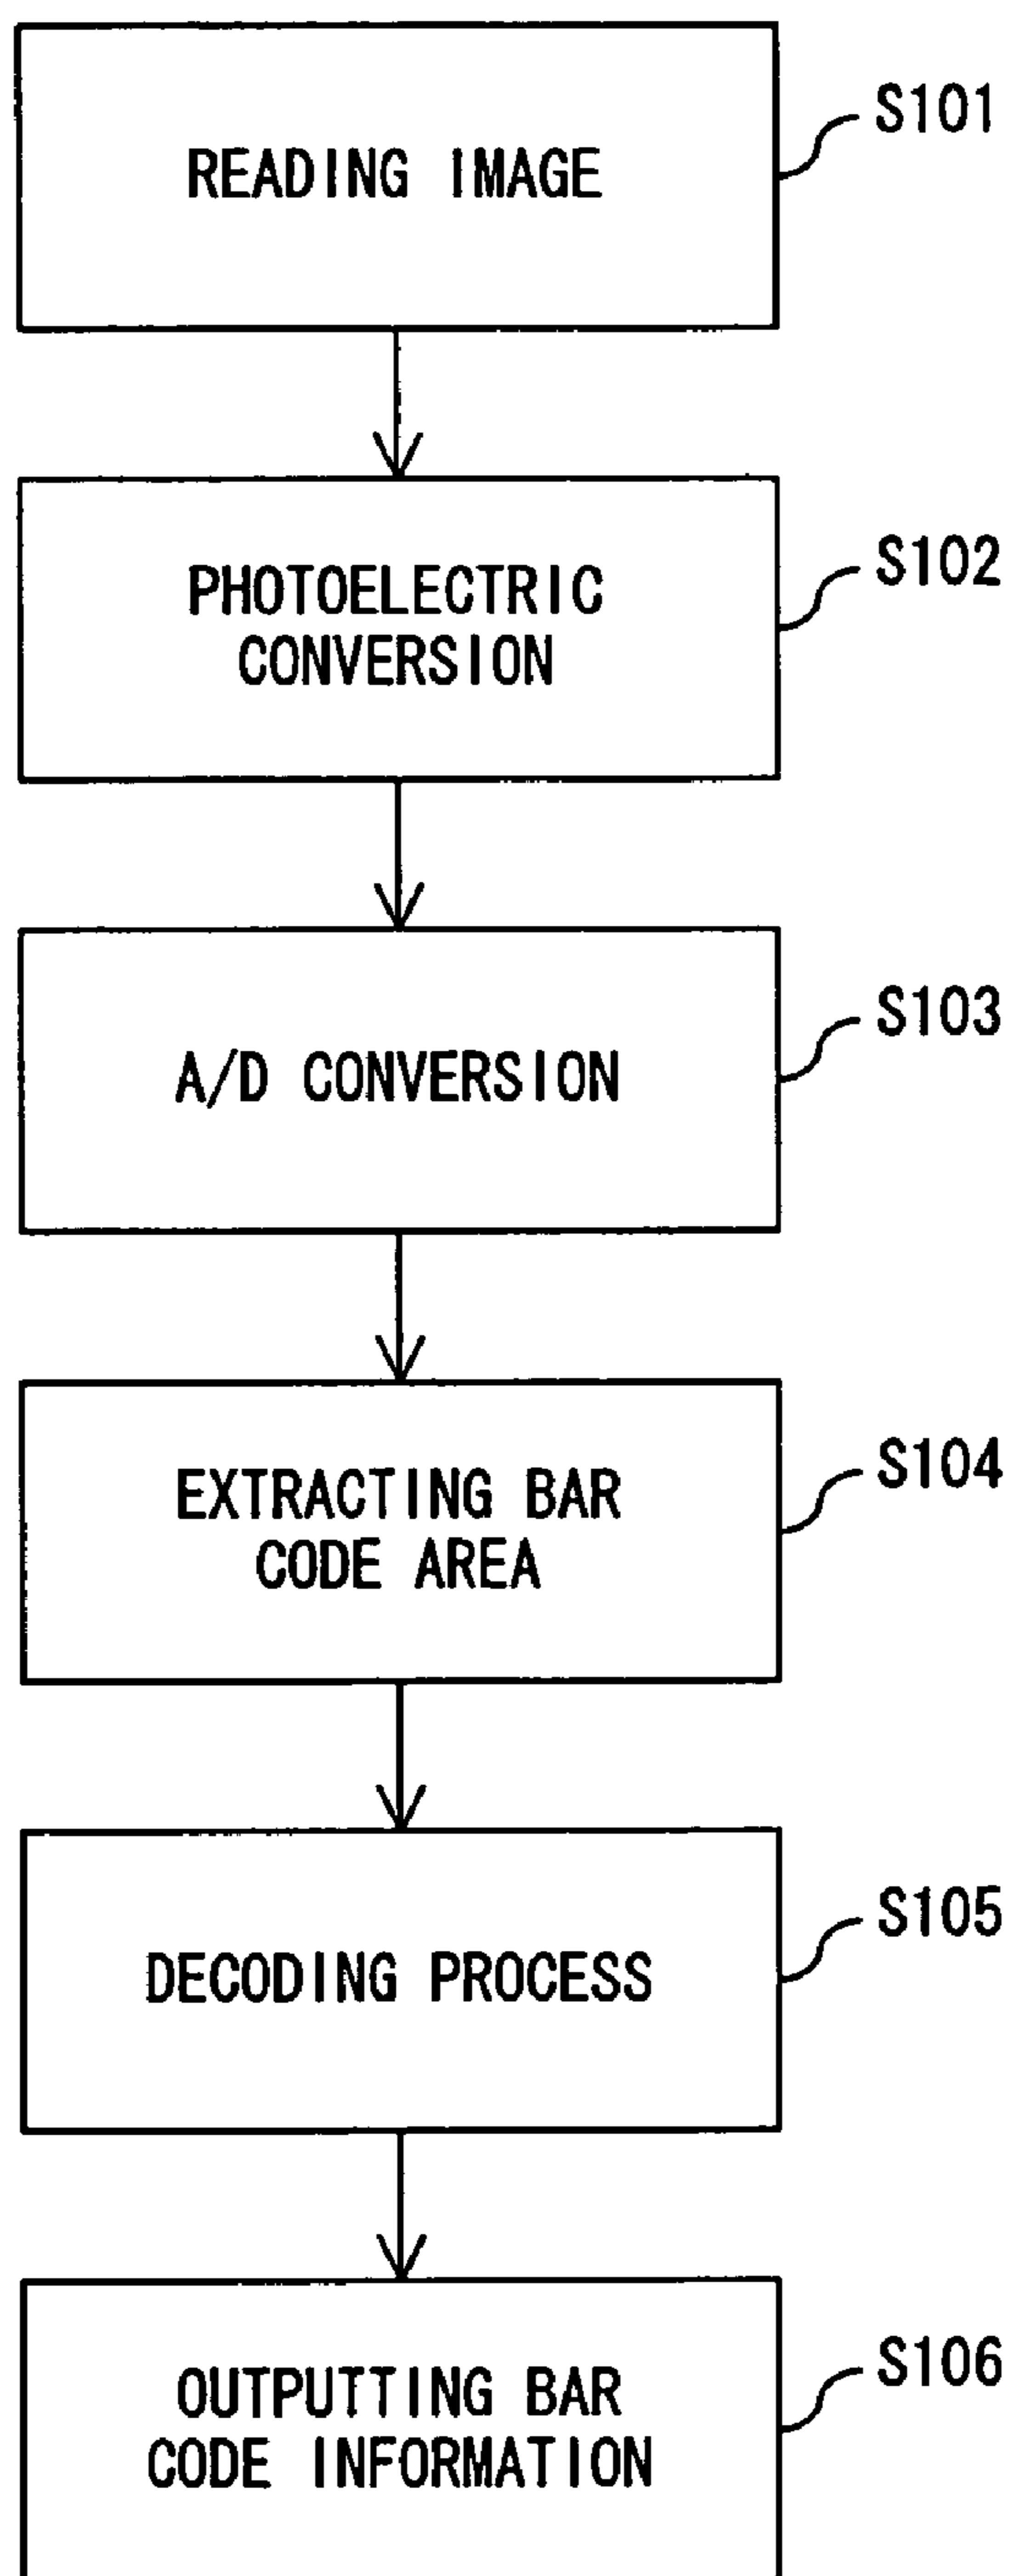 READING IMAGE
S101
PHOTOELECTRIC
CONVERSION
S102
A/D CONVERSION
S103
EXTRACTING BAR
CODE AREA
S104
DECODING PROCESS
S105
OUTPUTTING BAR
CODE INFORMATION
S106